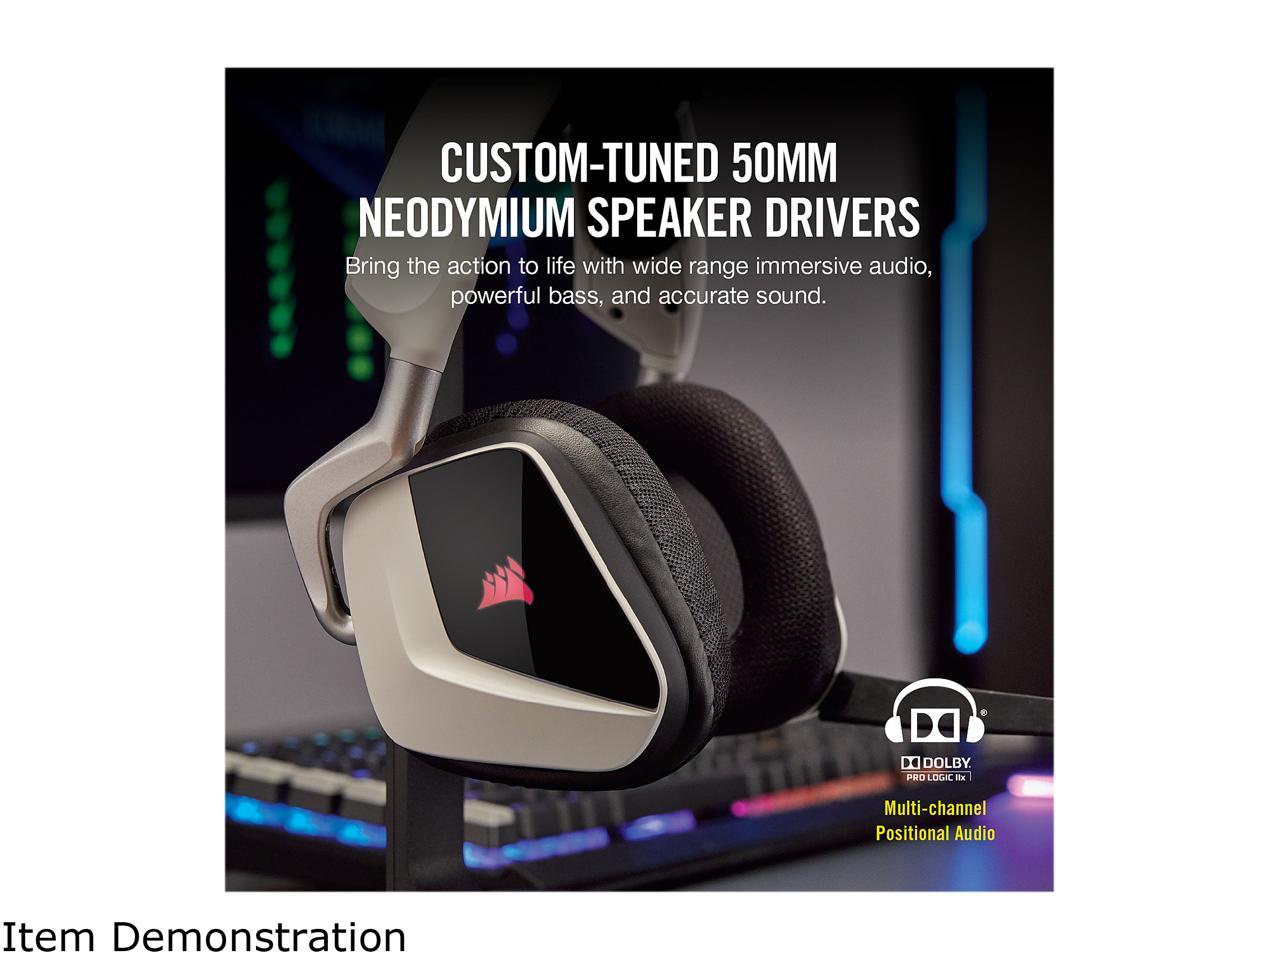 CUSTOM-TUNED 50MM
NEODYMIUM SPEAKER DRIVERS
Bring the action to life with wide range immersive audio,
powerful bass, and accurate sound.
®
DOLBY.
PRO LOGIC IIx
Multi-channel
Positional Audio
Item Demonstration